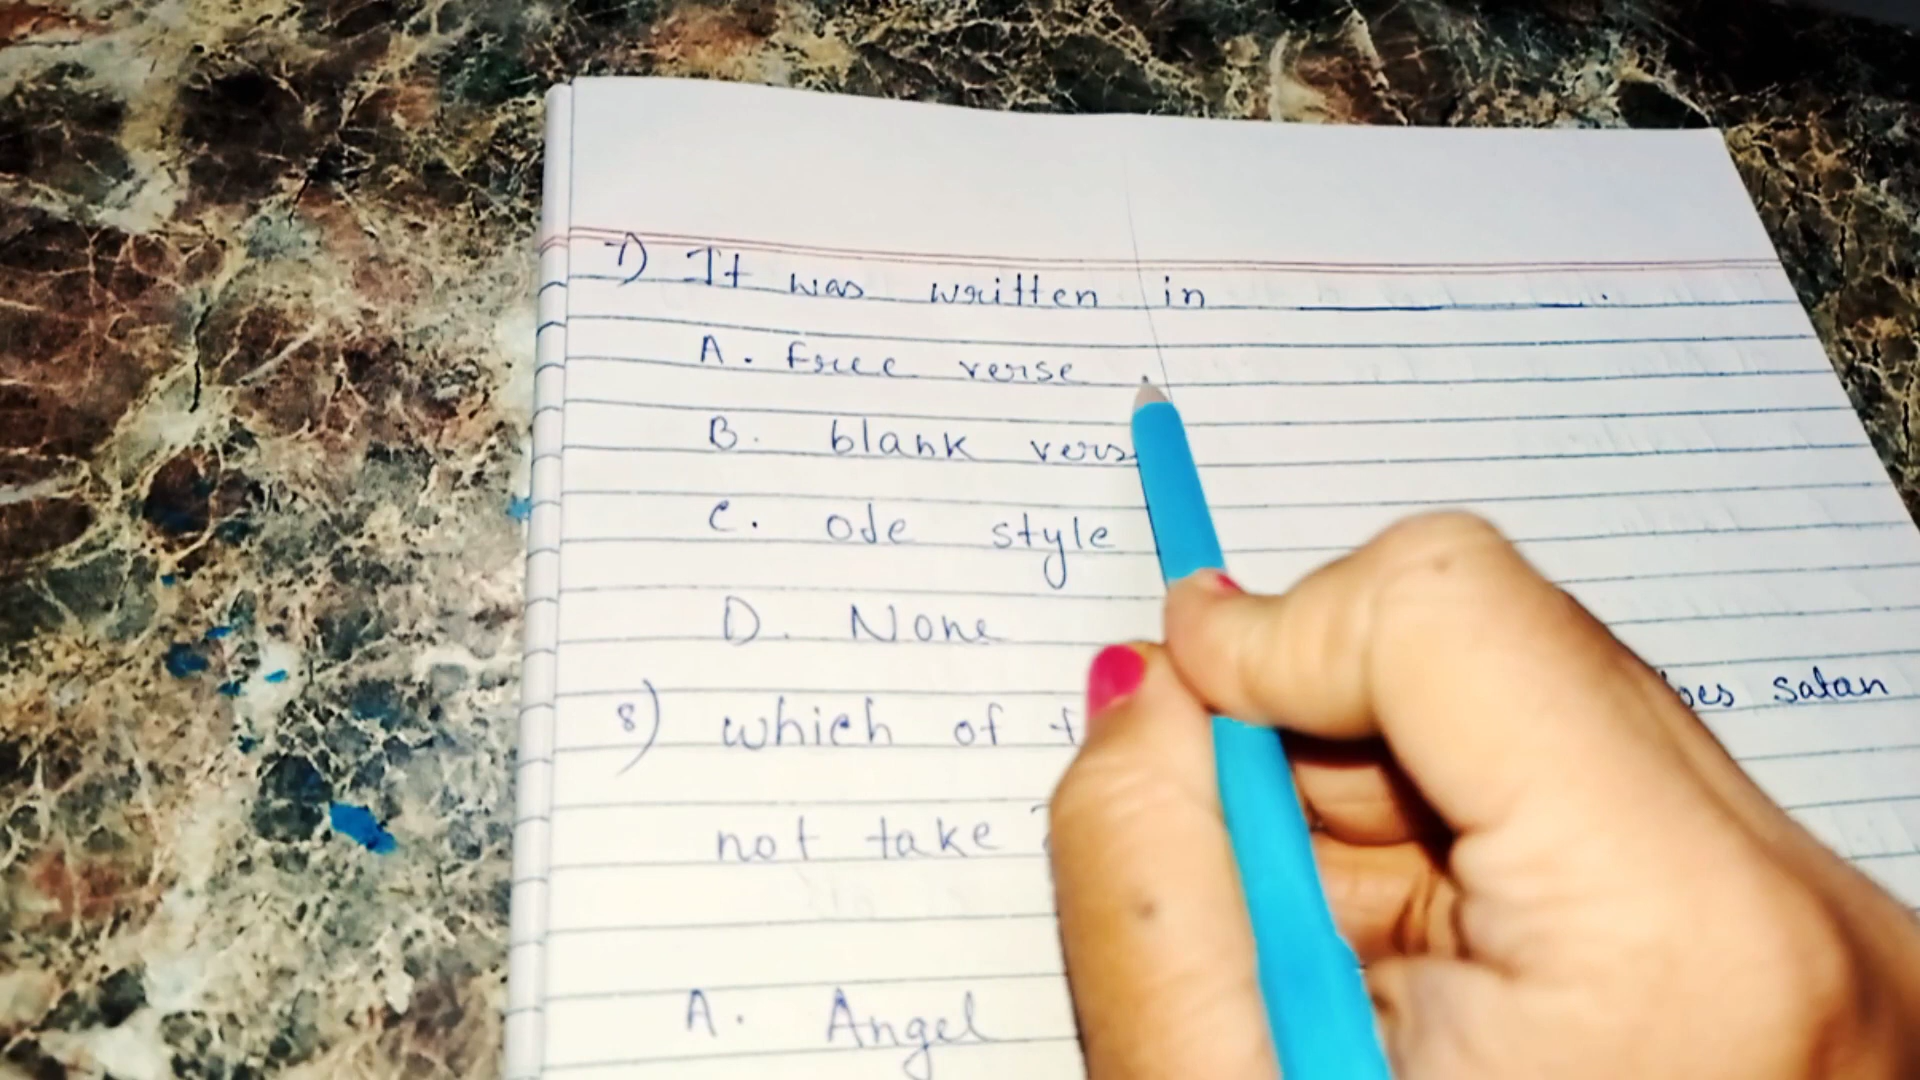 7) It was written in ________.
A. Free verse
B. blank vers
C. ode style
D. None
8) which of satan
not take
A. Angel